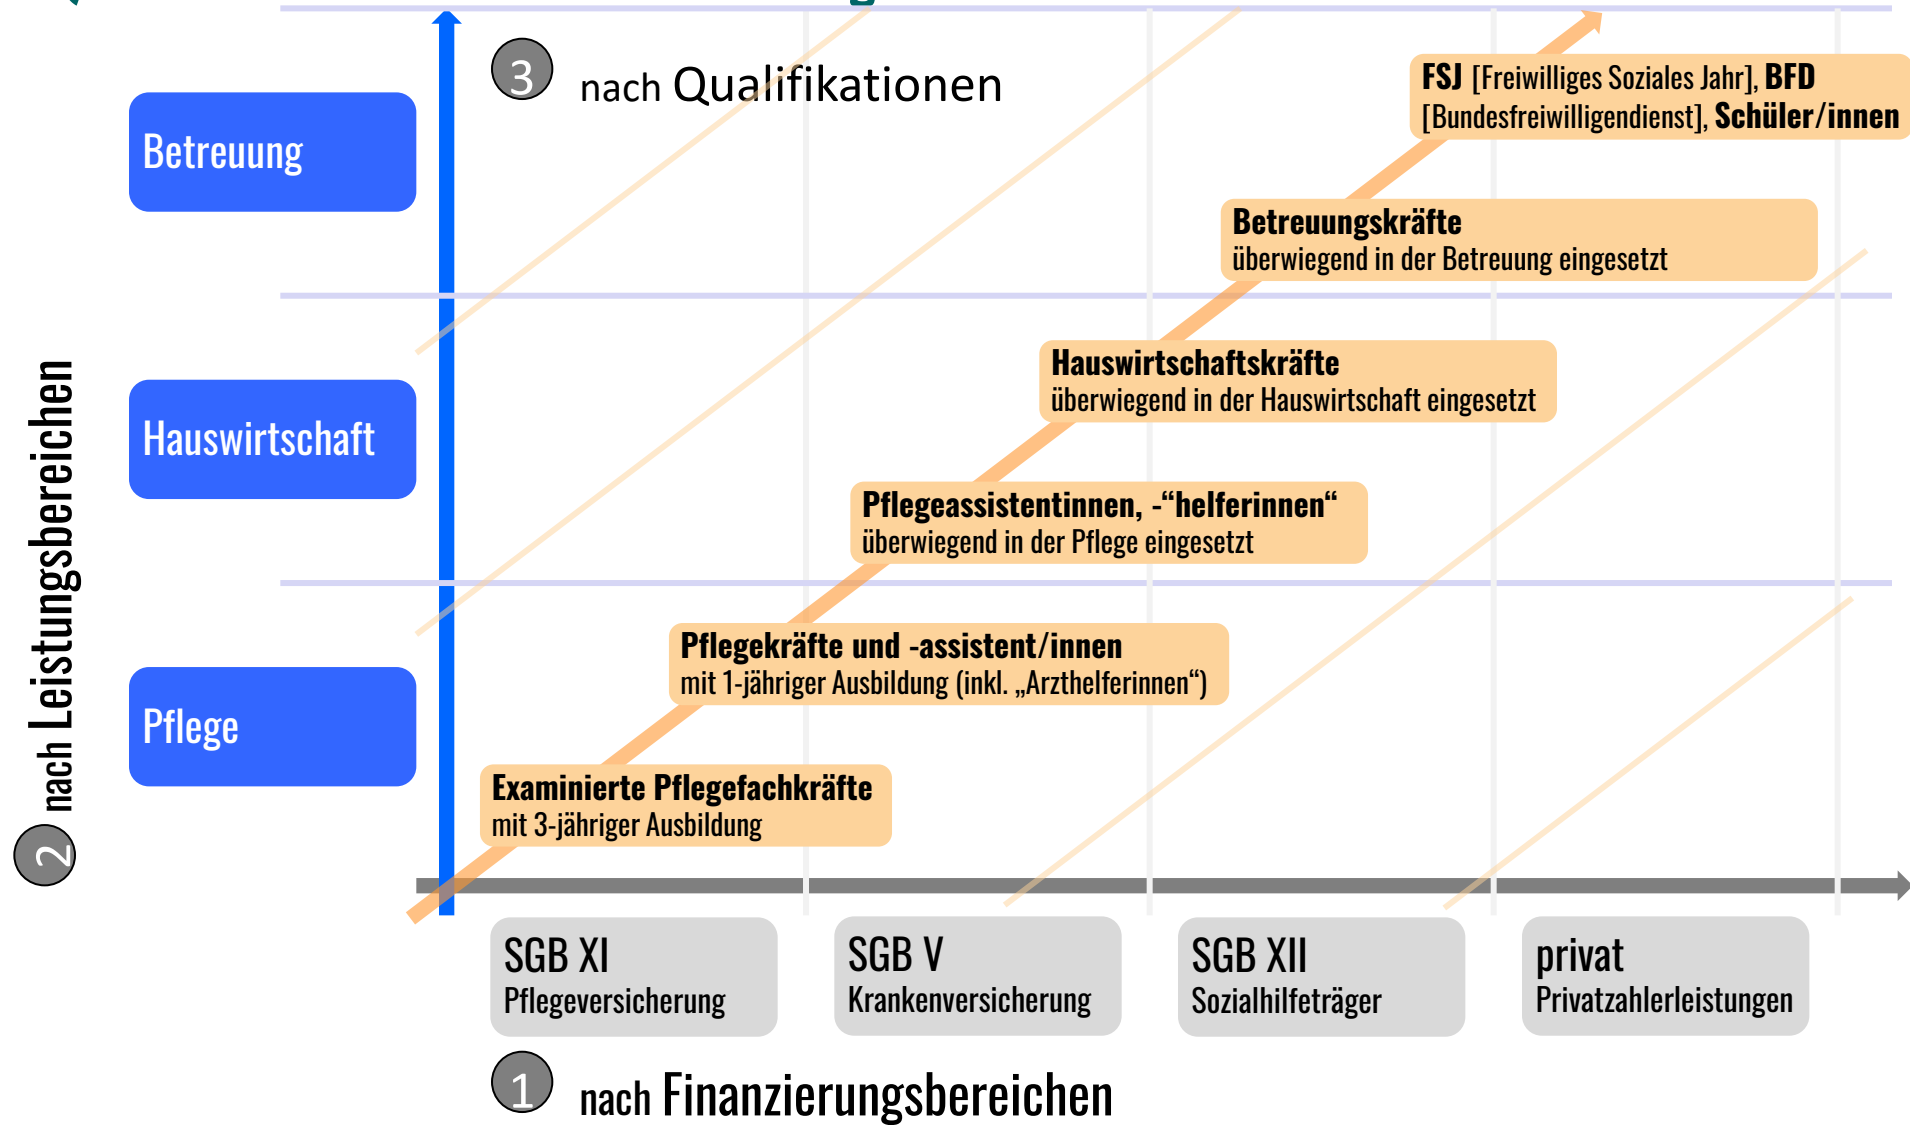 3 nach Qualifikationen
FSJ [Freiwilliges Soziales Jahr], BFD
[Bundesfreiwilligendienst], Schüler/innen
Betreuung
Betreuungskräfte
überwiegend in der Betreuung eingesetzt
Hauswirtschaftskräfte
überwiegend in der Hauswirtschaft eingesetzt
Hauswirtschaft
Pflegeassistentinnen, -“helferinnen“
überwiegend in der Pflege eingesetzt
Pflegekräfte und -assistent/innen
mit 1-jähriger Ausbildung (inkl. „Arzthelferinnen“)
Pflege
Examinierte Pflegefachkräfte
mit 3-jähriger Ausbildung
2 nach Leistungsbereichen
SGB XI
Pflegeversicherung
SGB V
Krankenversicherung
SGB XII
Sozialhilfeträger
privat
Privatzahlerleistungen
1 nach Finanzierungsbereichen